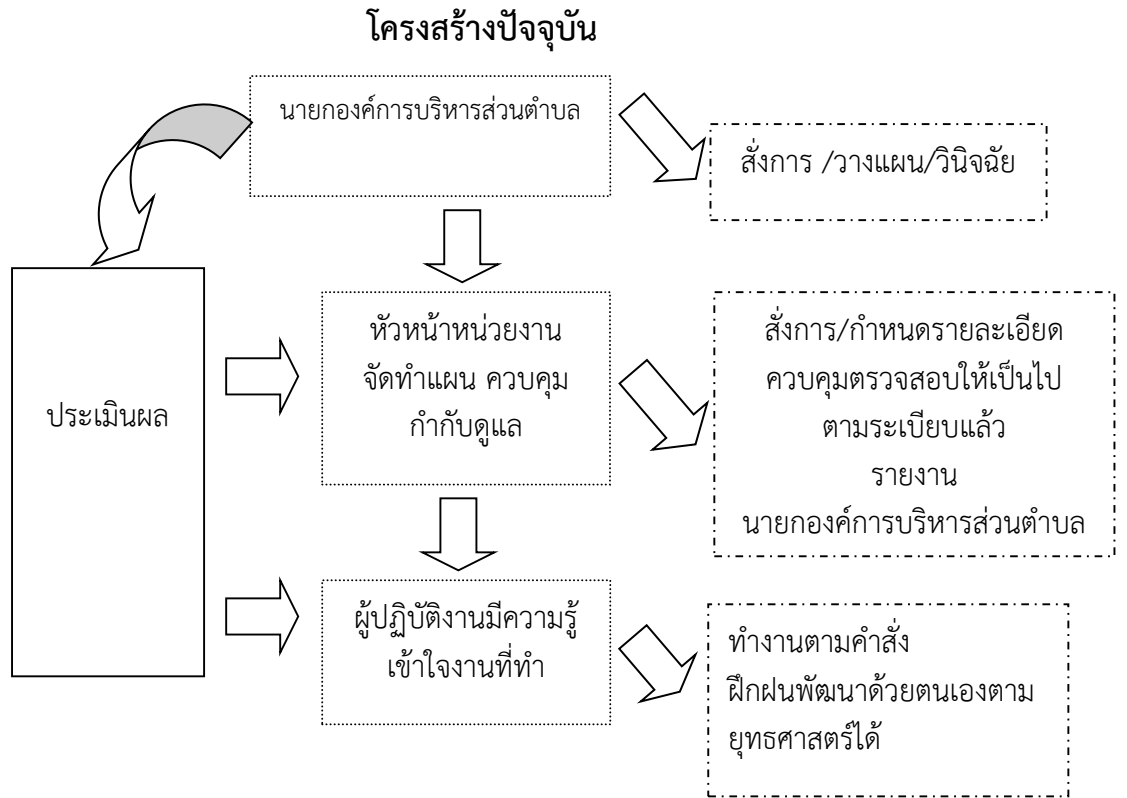 โครงสร้างปัจจุบัน
นายกองค์การบริหารส่วนตำบล
สั่งการ /วางแผน/วินิจฉัย
ประเมินผล
หัวหน้าหน่วยงาน
จัดทำแผน ควบคุม
กำกับดูแล
สั่งการ/กำหนดรายละเอียด
ควบคุมตรวจสอบให้เป็นไป
ตามระเบียบแล้ว
รายงาน
นายกองค์การบริหารส่วนตำบล
ผู้ปฏิบัติงานมีความรู้
เข้าใจงานที่ทำ
ทำงานตามคำสั่ง
ฝึกฝนพัฒนาด้วยตนเองตาม
ยุทธศาสตร์ได้